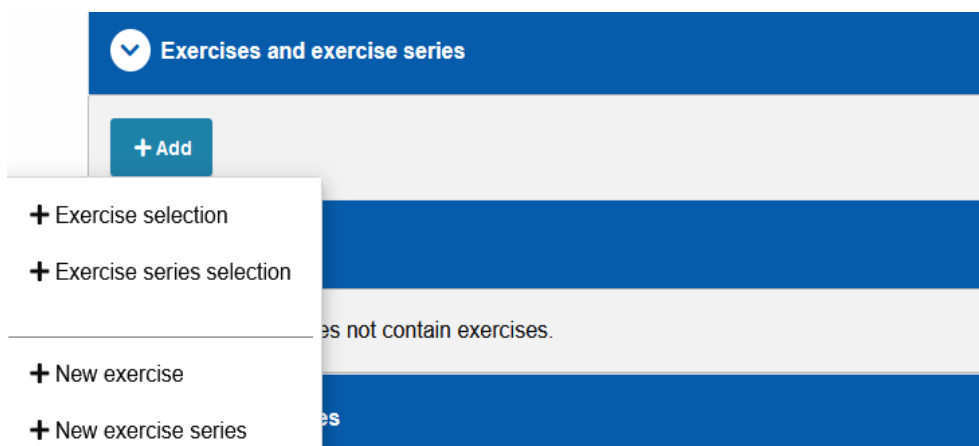 Exercises and exercise series
+ Add
+ Exercise selection
+ Exercise series selection
es not contain exercises.
+ New exercise
es
+ New exercise series